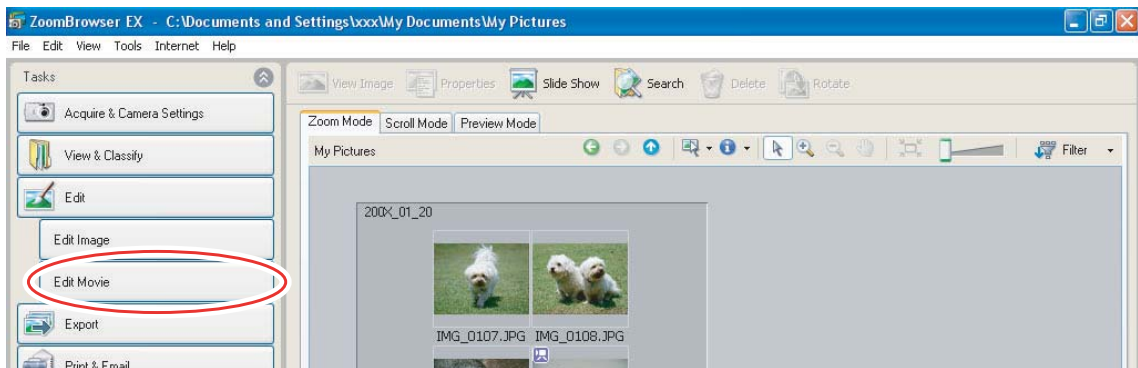 ZoomBrowser EX - C:\Documents and Settings\xxx\My Documents\My Pictures
File Edit View Tools Internet Help
Tasks
View Image Properties Slide Show Search Delete Rotate
Acquire & Camera Settings
Zoom Mode Scroll Mode Preview Mode
View & Classify
My Pictures
Filter
Edit
200X_01_20
Edit Image
Edit Movie
Export
IMG_0107.JPG IMG_0108.JPG
Print & Email